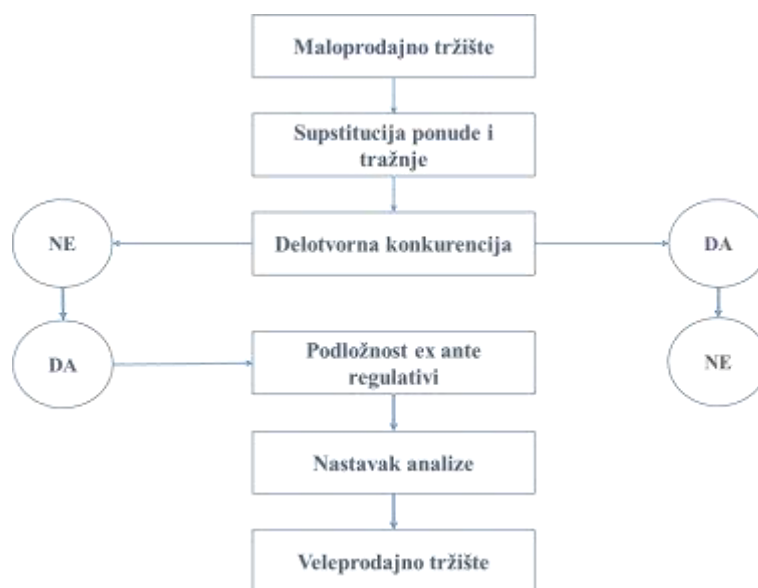 Maloprodajno tržište
Supstitucija ponude i
tražnje
NE
Delotvorna konkurencija
DA
DA
Podložnost ex ante
regulativi
NE
Nastavak analize
Veleprodajno tržište